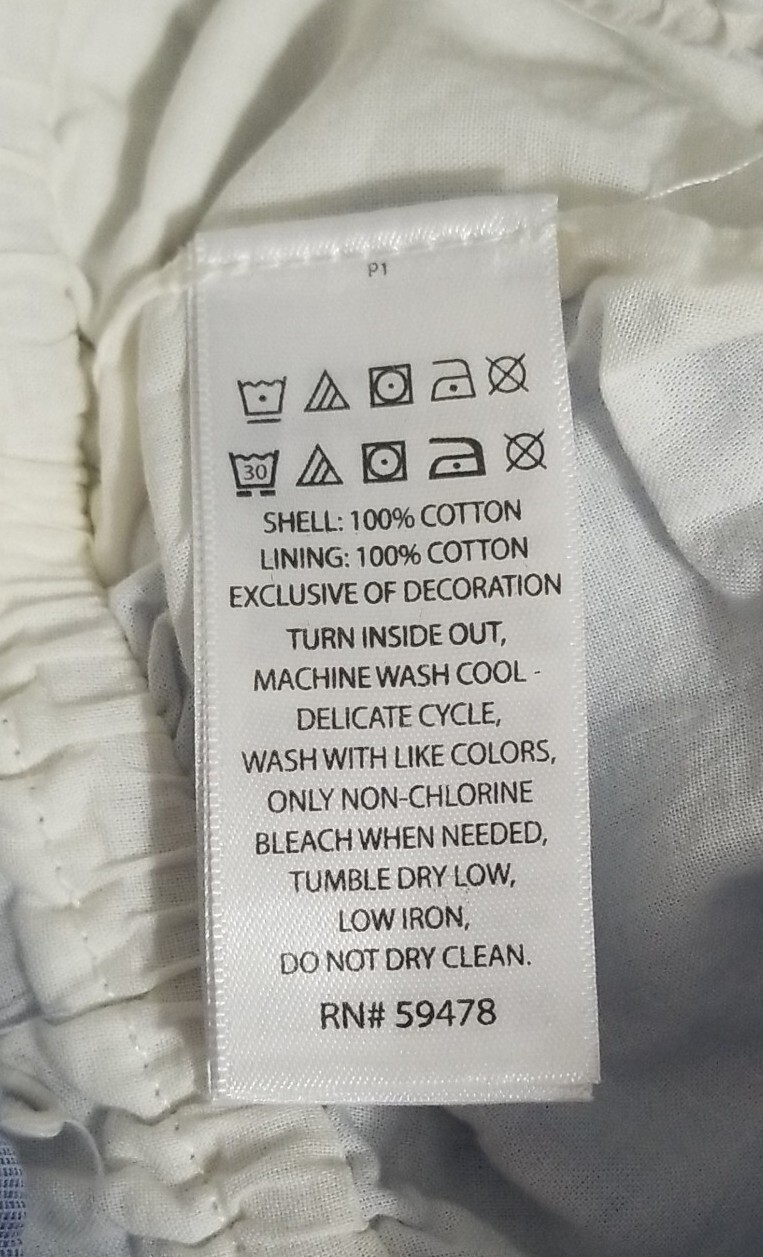 P1
30
SHELL: 100% COTTON
LINING: 100% COTTON
EXCLUSIVE OF DECORATION
TURN INSIDE OUT,
MACHINE WASH COOL -
DELICATE CYCLE,
WASH WITH LIKE COLORS,
ONLY NON-CHLORINE
BLEACH WHEN NEEDED,
TUMBLE DRY LOW,
LOW IRON,
DO NOT DRY CLEAN.
RN# 59478